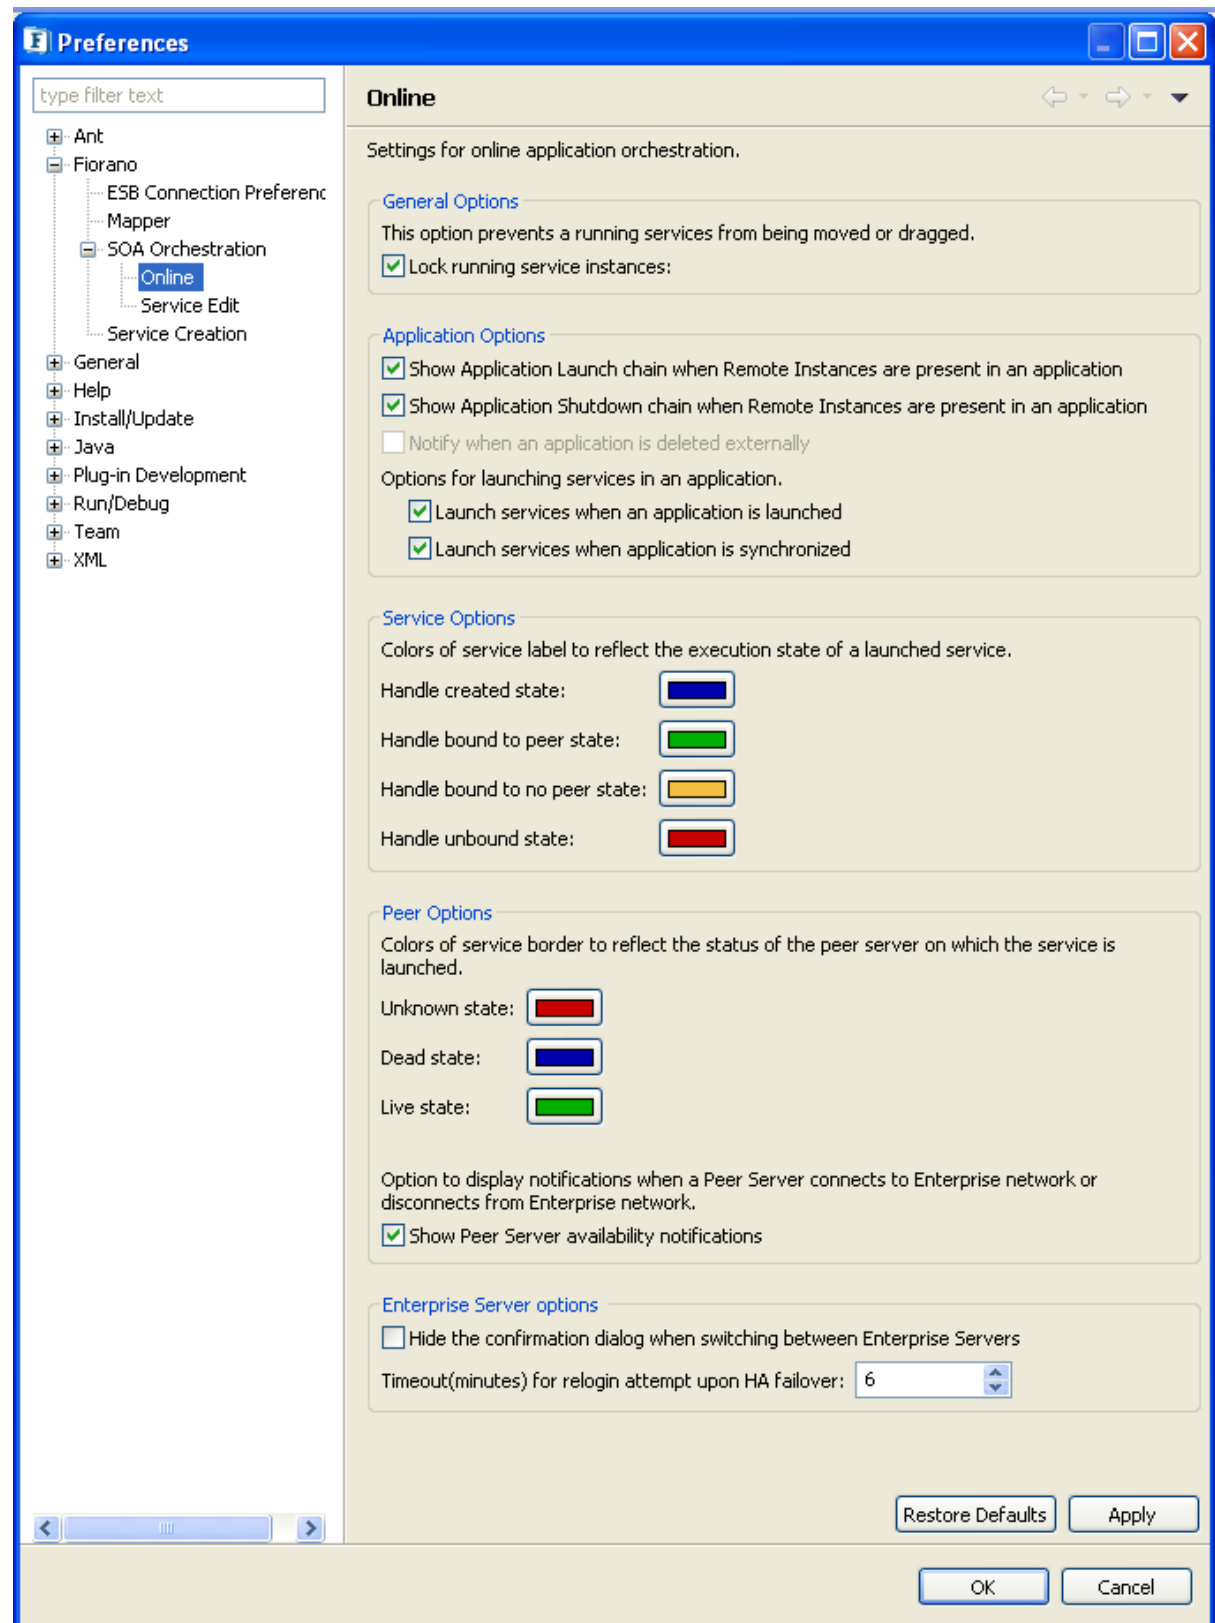 Preferences
type filter text
Ant
Fiorano
ESB Connection Preferenc
Mapper
SOA Orchestration
Online
Service Edit
Service Creation
General
Help
Install/Update
Java
Plug-in Development
Run/Debug
Team
XML
Online
Settings for online application orchestration.
General Options
This option prevents a running services from being moved or dragged.
Lock running service instances:
Application Options
Show Application Launch chain when Remote Instances are present in an application
Show Application Shutdown chain when Remote Instances are present in an application
Notify when an application is deleted externally
Options for launching services in an application.
Launch services when an application is launched
Launch services when application is synchronized
Service Options
Colors of service label to reflect the execution state of a launched service.
Handle created state:
Handle bound to peer state:
Handle bound to no peer state:
Handle unbound state:
Peer Options
Colors of service border to reflect the status of the peer server on which the service is
launched.
Unknown state:
Dead state:
Live state:
Option to display notifications when a Peer Server connects to Enterprise network or
disconnects from Enterprise network.
Show Peer Server availability notifications
Enterprise Server options
Hide the confirmation dialog when switching between Enterprise Servers
Timeout(minutes) for relogin attempt upon HA failover: 6
Restore Defaults Apply
OK Cancel